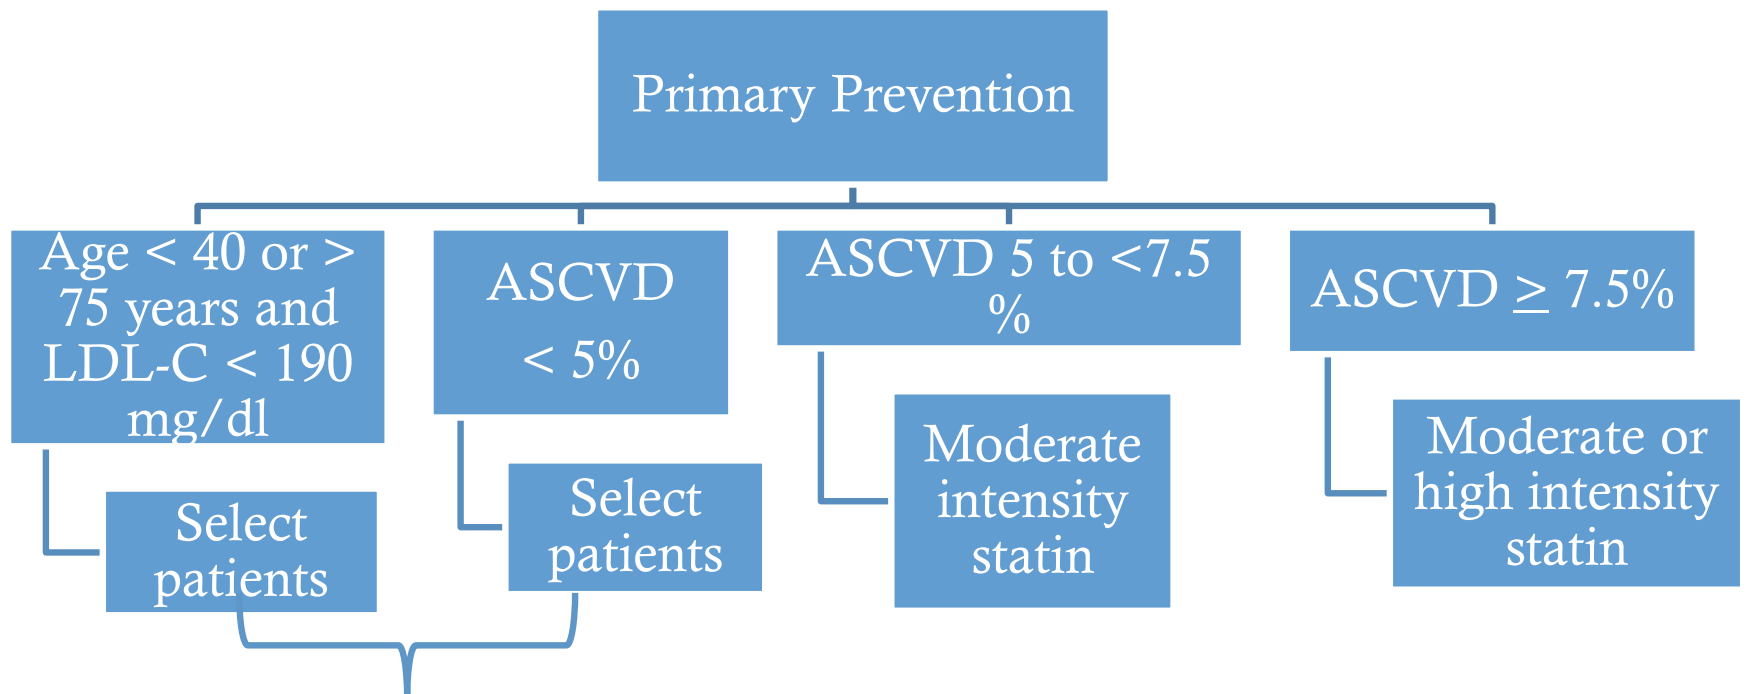 Primary Prevention
Age < 40 or >
75 years and
LDL-C < 190
mg/dl
Select
patients
ASCVD
< 5%
Select
patients
ASCVD 5 to <7.5
%
Moderate
intensity
statin
ASCVD ≥ 7.5%
Moderate or
high intensity
statin